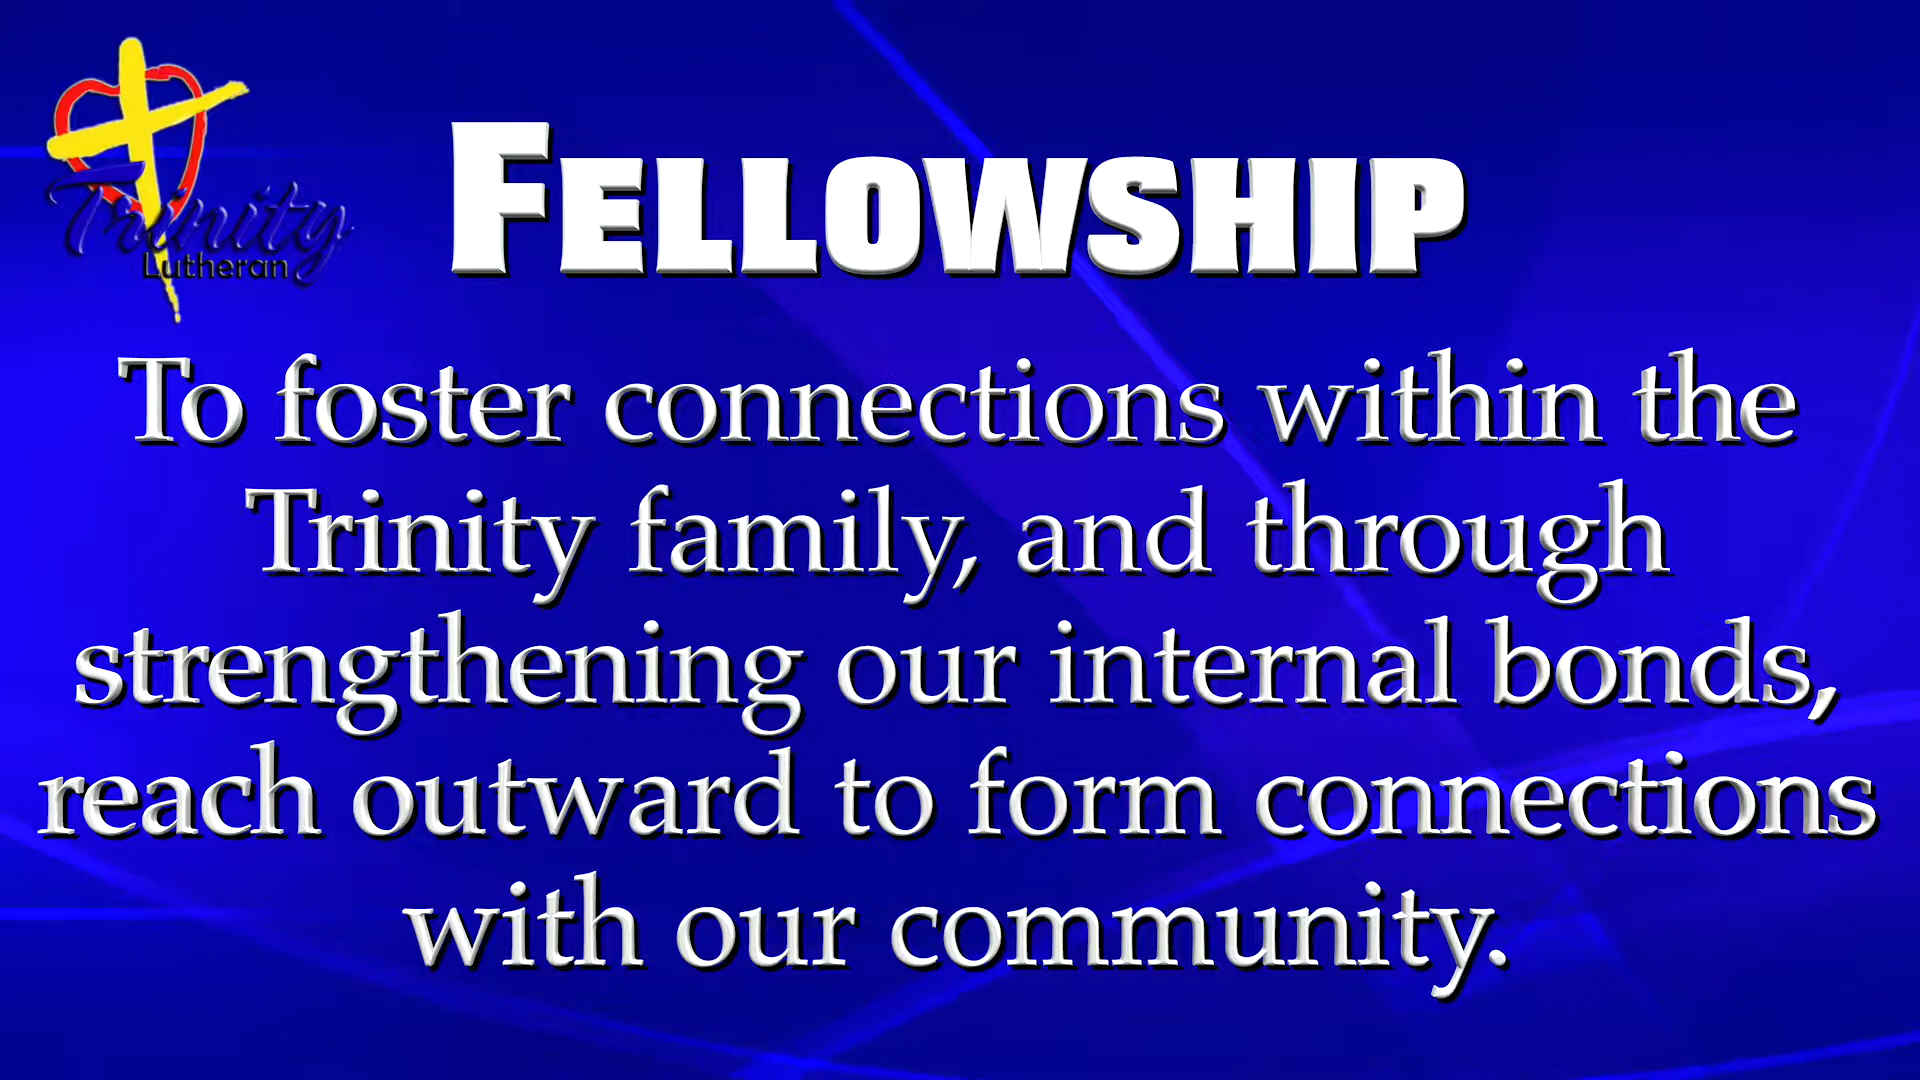 Trinity
Lutheran
FELLOWSHIP
To foster connections within the
Trinity family, and through
strengthening our internal bonds,
reach outward to form connections
with our community.